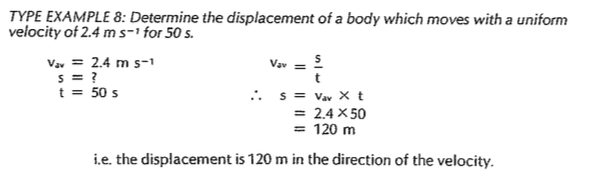 TYPE EXAMPLE 8: Determine the displacement of a body which moves with a uniform
velocity of 2.4 m s⁻¹ for 50 s.
vav = 2.4 m s⁻¹
s = ?
t = 50 s
vav = s/t
∴ s = vav × t
= 2.4 × 50
= 120 m
i.e. the displacement is 120 m in the direction of the velocity.